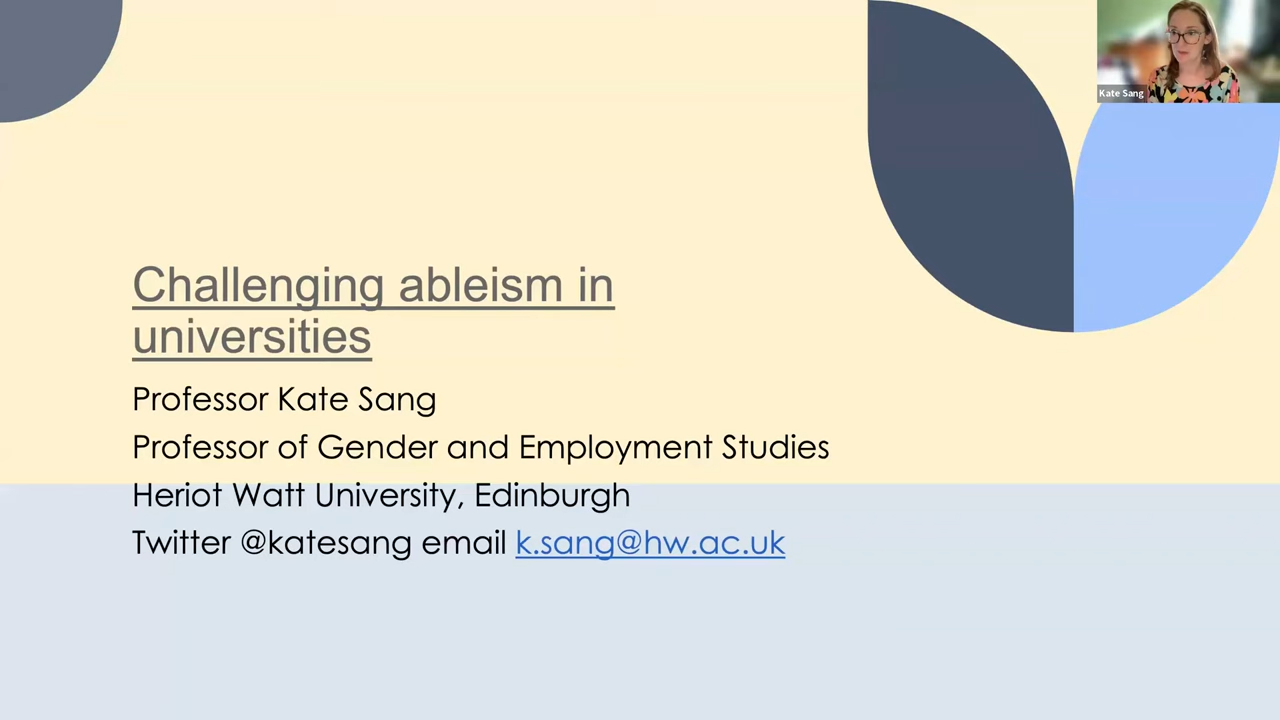 Kate Sang
Challenging ableism in
universities
Professor Kate Sang
Professor of Gender and Employment Studies
Heriot Watt University, Edinburgh
Twitter @katesang email k.sang@hw.ac.uk